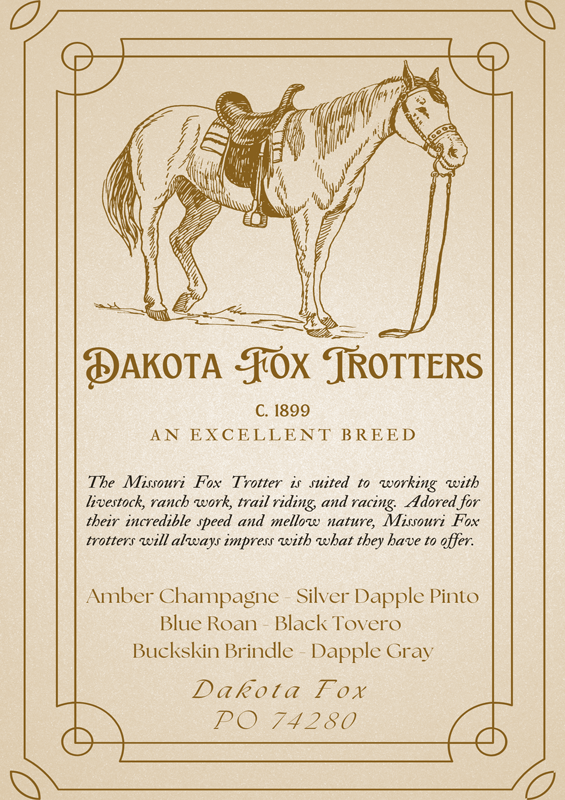 Dakota Fox Trotters
C. 1899
AN EXCELLENT BREED
The Missouri Fox Trotter is suited to working with
livestock, ranch work, trail riding, and racing. Adored for
their incredible speed and mellow nature, Missouri Fox
trotters will always impress with what they have to offer.
Amber Champagne - Silver Dapple Pinto
Blue Roan - Black Tovero
Buckskin Brindle - Dapple Gray
Dakota Fox
PO 74280